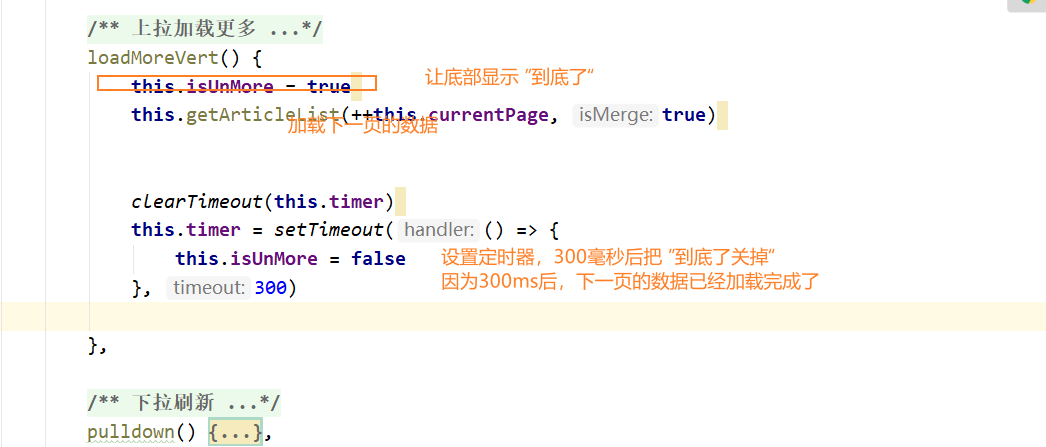 /** 上拉加载更多 ...*/
loadMoreVert() {
this.isUnMore = true
让底部显示 “到底了“
this.getArticleList(++this.currentPage, isMerge: true)
加载下一页的数据
clearTimeout(this.timer)
this.timer = setTimeout( handler: () => {
this.isUnMore = false
设置定时器，300毫秒后把 “到底了关掉“
}, timeout: 300)
因为300ms后，下一页的数据已经加载完成了
},
/** 下拉刷新 ...*/
pulldown() {...},